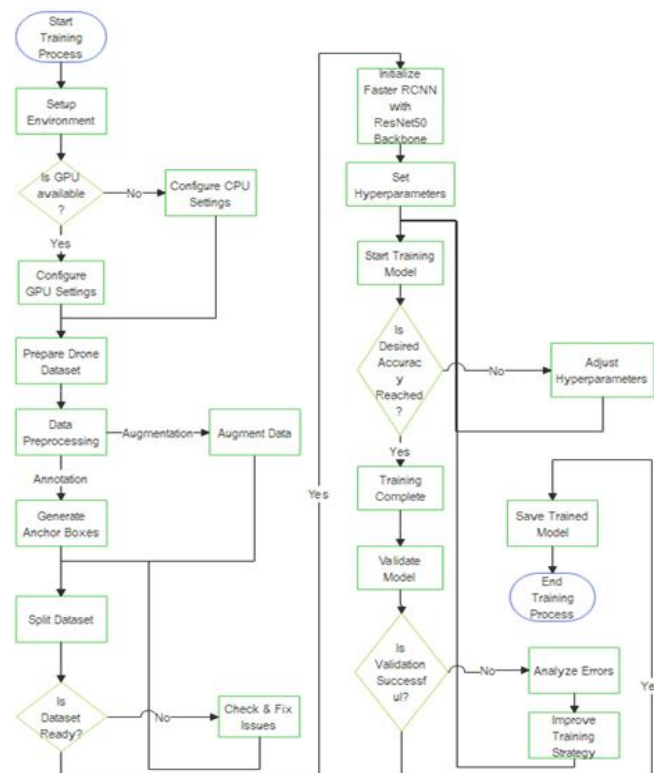 Start
Training
Process
Setup
Environment
Is GPU
available
?
No
Configure CPU
Settings
Yes
Configure
GPU Settings
Prepare Drone
Dataset
Data
Preprocessing
Augmentation
Augment Data
Annotation
Generate
Anchor Boxes
Split Dataset
Is
Dataset
Ready?
No
Check & Fix
Issues
Yes
Initialize
Faster RCNN
with
ResNet50
Backbone
Set
Hyperparameters
Start Training
Model
Is
Desired
Accurac
y
Reached
?
No
Adjust
Hyperparameters
Yes
Training
Complete
Validate
Model
Is
Validation
Successf
ul?
No
Analyze Errors
Improve
Training
Strategy
Ye
Save Trained
Model
End
Training
Process